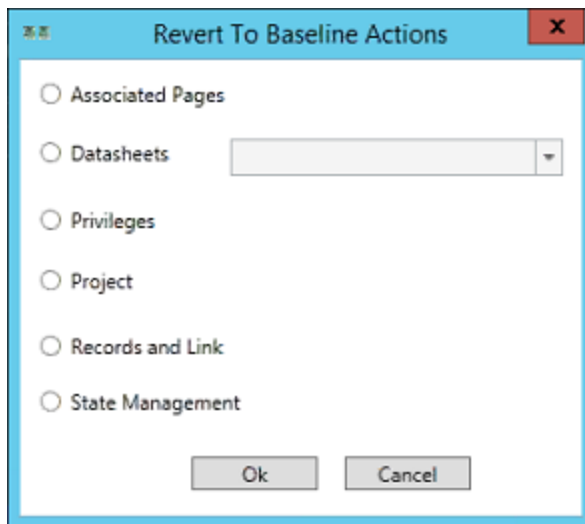 Revert To Baseline Actions
Associated Pages
Datasheets
Privileges
Project
Records and Link
State Management
Ok Cancel